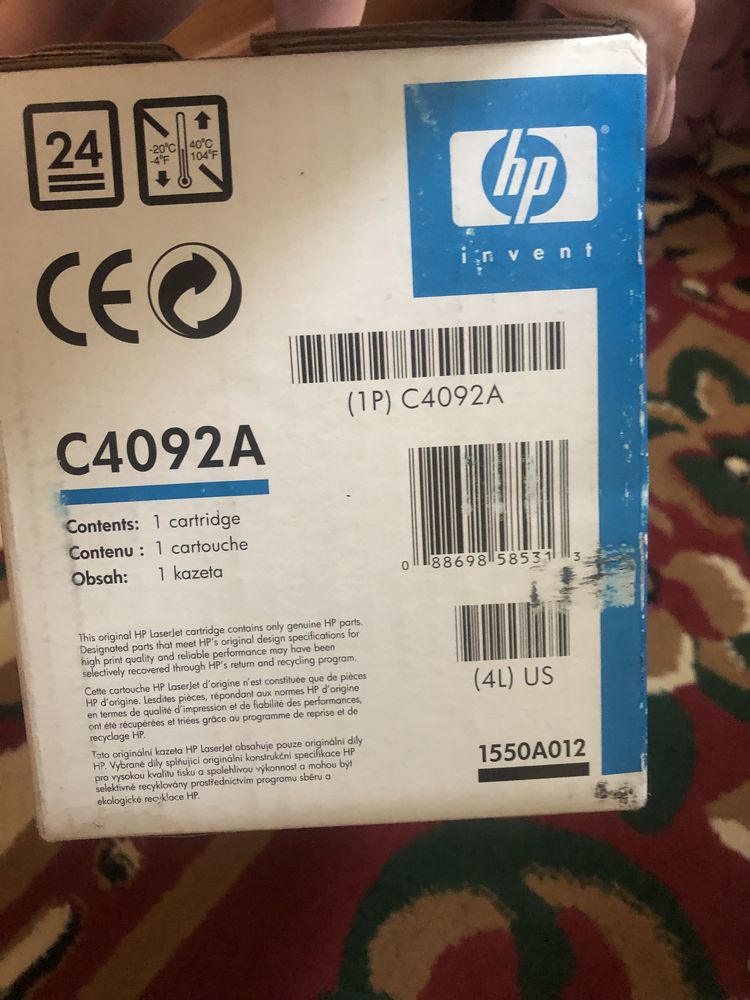 24
-20°C
-4°F
40°C
104°F
hp
®
invent
CE
(1P) C4092A
C4092A
Contents: 1 cartridge
Contenu : 1 cartouche
Obsah: 1 kazeta
0 88698 58531 3
(4L) US
This original HP LaserJet cartridge contains only genuine HP parts.
Designated parts that meet HP's original design specifications for
high print quality and reliable performance may have been
selectively recovered through HP's return and recycling program.
Cette cartouche HP LaserJet d'origine n'est constituée que de pièces
HP d'origine. Lesdites pièces, répondant aux normes HP d'origine
en termes de qualité d'impression et de fiabilité des performances,
ont été récupérées et triées grâce au programme de reprise et de
recyclage HP.
Tato originální kazeta HP LaserJet obsahuje pouze originální díly
HP. Vybrané díly splňující originální konstrukční specifikace HP
pro vysokou kvalitu tisku a spolehlivou výkonnost a mohou být
selektivně recyklovány prostřednictvím programu sběru a
ekologické recyklace HP.
1550A012